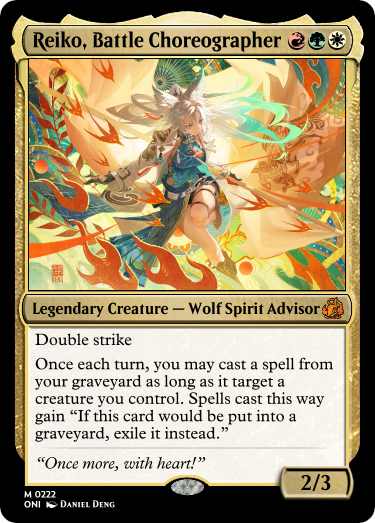 Reiko, Battle Choreographer
Legendary Creature — Wolf Spirit Advisor
Double strike
Once each turn, you may cast a spell from
your graveyard as long as it target a
creature you control. Spells cast this way
gain “If this card would be put into a
graveyard, exile it instead.”
“Once more, with heart!”
2/3
M 0222
ONI DANIEL DENG